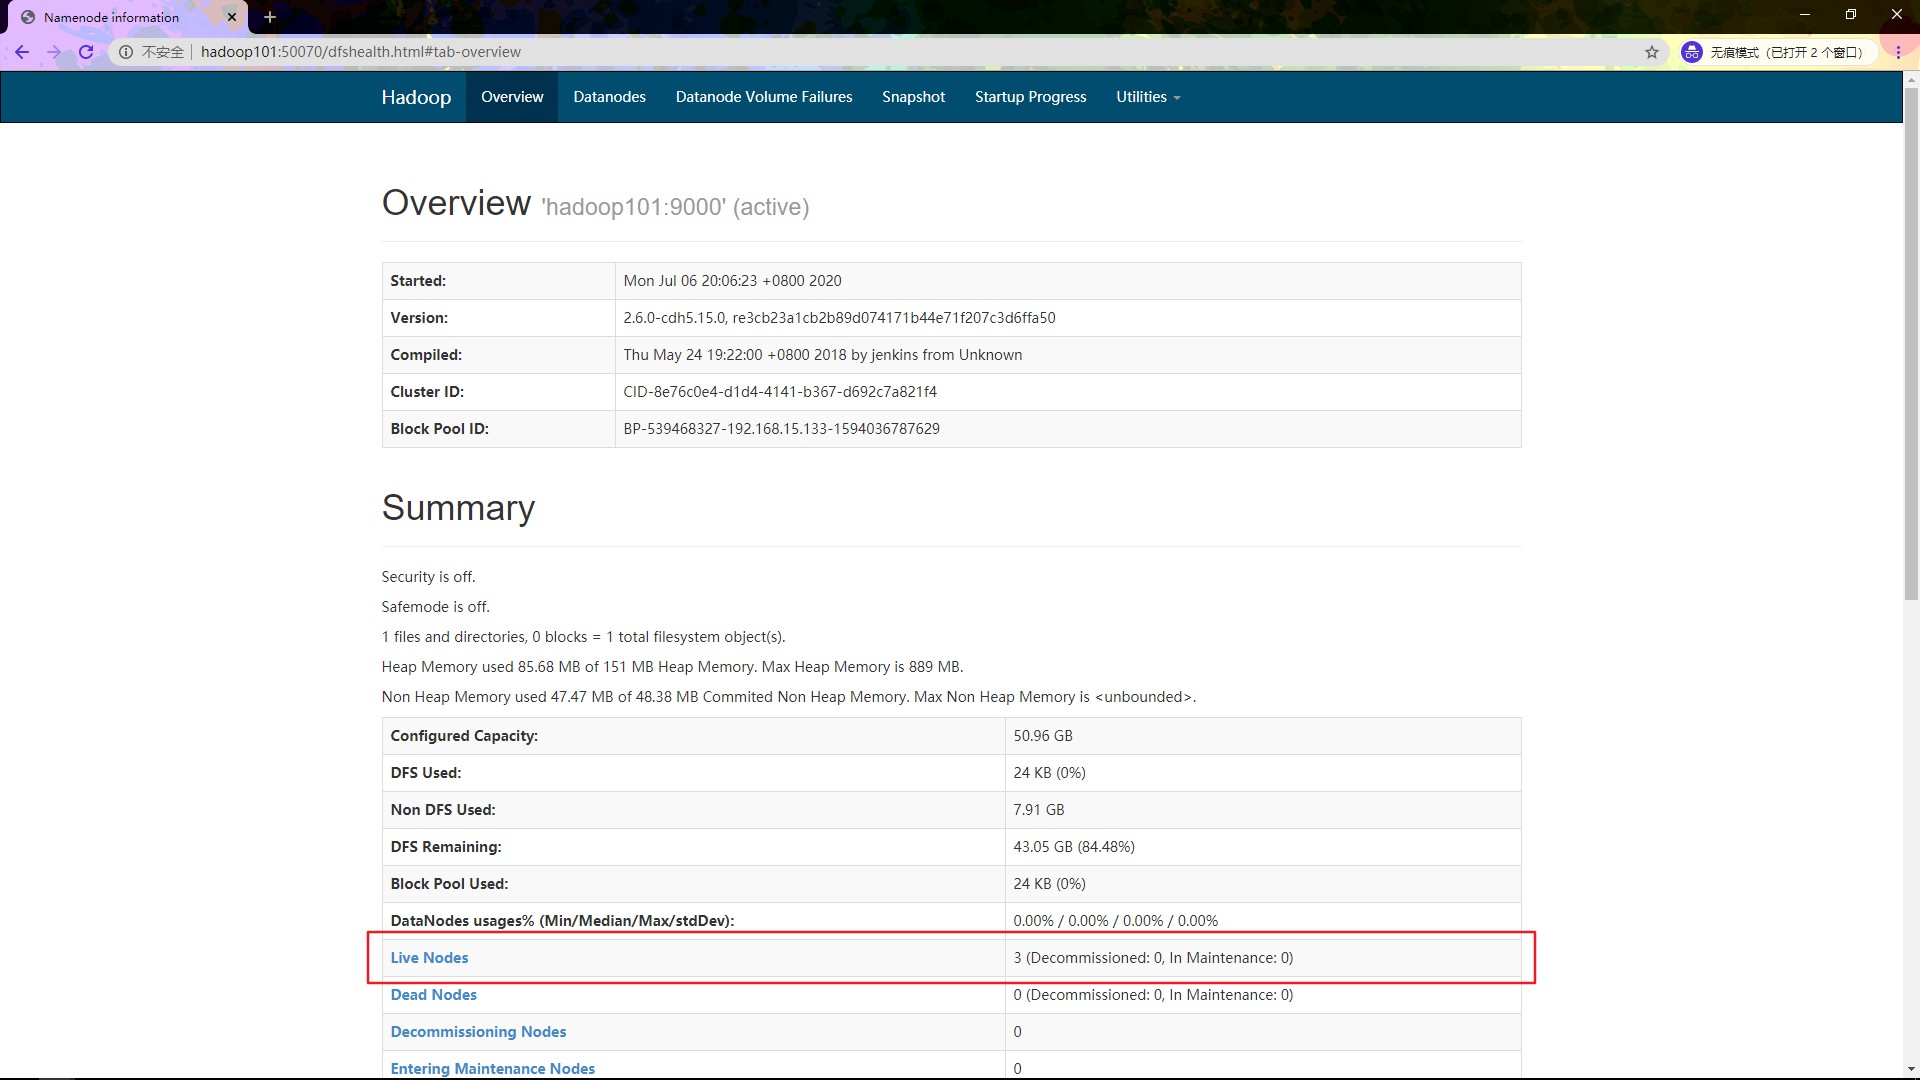 Namenode information
不安全 hadoop101:50070/dfshealth.html#tab-overview
无痕模式（已打开 2 个窗口）
Hadoop Overview Datanodes Datanode Volume Failures Snapshot Startup Progress Utilities
Overview 'hadoop101:9000' (active)
Started: Mon Jul 06 20:06:23 +0800 2020
Version: 2.6.0-cdh5.15.0, re3cb23a1cb2b89d074171b44e71f207c3d6ffa50
Compiled: Thu May 24 19:22:00 +0800 2018 by jenkins from Unknown
Cluster ID: CID-8e76c0e4-d1d4-4141-b367-d692c7a821f4
Block Pool ID: BP-539468327-192.168.15.133-1594036787629
Summary
Security is off.
Safemode is off.
1 files and directories, 0 blocks = 1 total filesystem object(s).
Heap Memory used 85.68 MB of 151 MB Heap Memory. Max Heap Memory is 889 MB.
Non Heap Memory used 47.47 MB of 48.38 MB Commited Non Heap Memory. Max Non Heap Memory is <unbounded>.
Configured Capacity: 50.96 GB
DFS Used: 24 KB (0%)
Non DFS Used: 7.91 GB
DFS Remaining: 43.05 GB (84.48%)
Block Pool Used: 24 KB (0%)
DataNodes usages% (Min/Median/Max/stdDev): 0.00% / 0.00% / 0.00% / 0.00%
Live Nodes 3 (Decommissioned: 0, In Maintenance: 0)
Dead Nodes 0 (Decommissioned: 0, In Maintenance: 0)
Decommissioning Nodes 0
Entering Maintenance Nodes 0